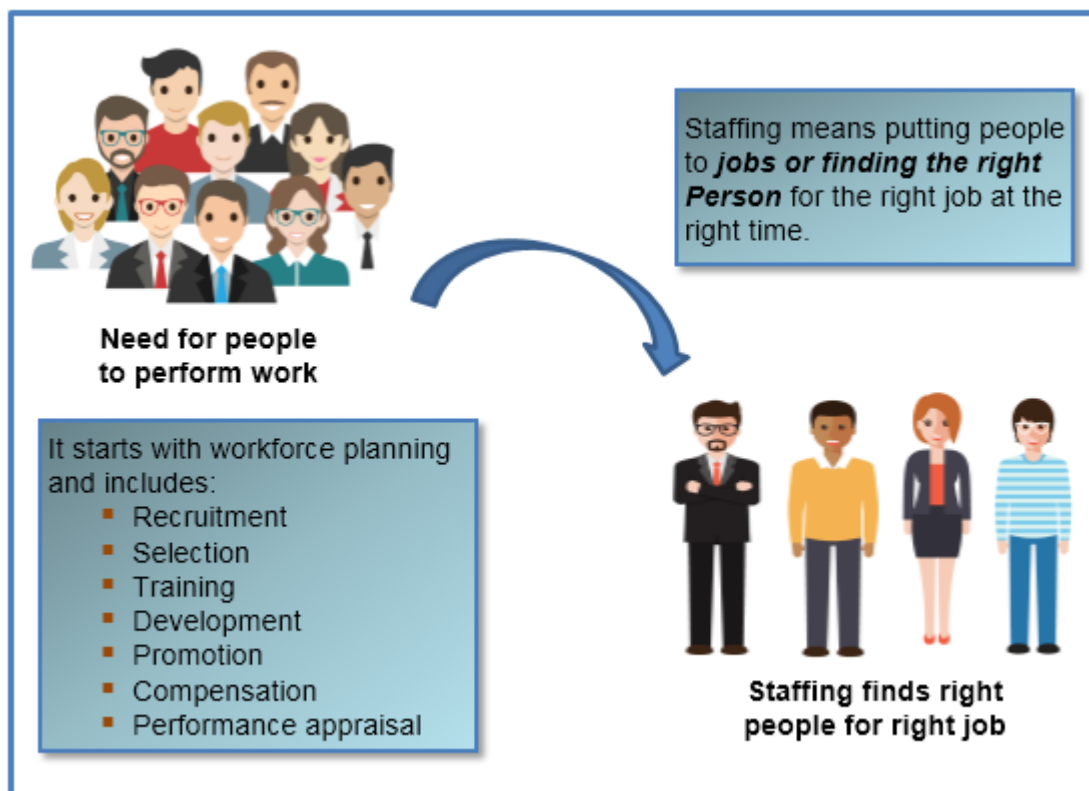 Need for people
to perform work
Staffing means putting people
to jobs or finding the right
Person for the right job at the
right time.
It starts with workforce planning
and includes:
▪ Recruitment
▪ Selection
▪ Training
▪ Development
▪ Promotion
▪ Compensation
▪ Performance appraisal
Staffing finds right
people for right job